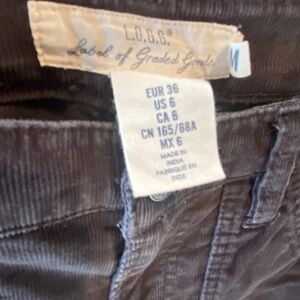 L.O.G.G.
Label of Graded Goods
M
EUR 36
US 6
CA 6
CN 165/68A
MX 6
MADE IN
INDIA
FABRIQUE EN
INDE